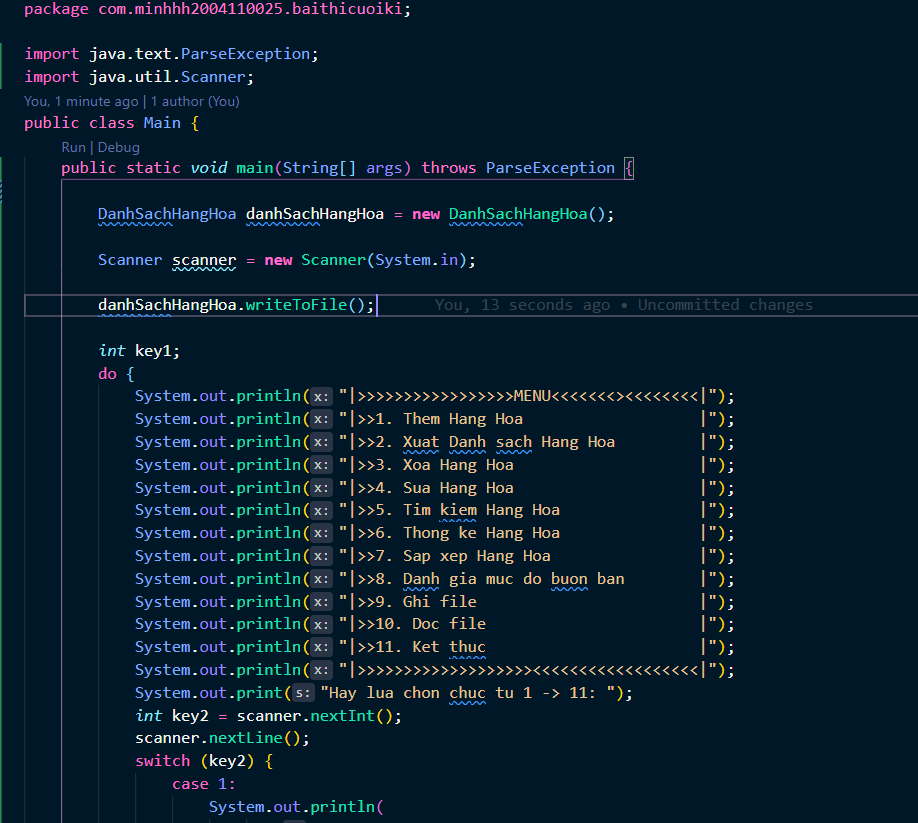 package com.minhhh2004110025.baithicuoiki;
import java.text.ParseException;
import java.util.Scanner;
You, 1 minute ago | 1 author (You)
public class Main {
Run | Debug
public static void main(String[] args) throws ParseException {
DanhSachHangHoa danhSachHangHoa = new DanhSachHangHoa();
Scanner scanner = new Scanner(System.in);
danhSachHangHoa.writeToFile(); You, 13 seconds ago • Uncommitted changes
int key1;
do {
System.out.println(x: "|>>>>>>>>>>>>>>>>>MENU<<<<<<<><<<<<<<<|");
System.out.println(x: "|>>1. Them Hang Hoa |");
System.out.println(x: "|>>2. Xuat Danh sach Hang Hoa |");
System.out.println(x: "|>>3. Xoa Hang Hoa |");
System.out.println(x: "|>>4. Sua Hang Hoa |");
System.out.println(x: "|>>5. Tim kiem Hang Hoa |");
System.out.println(x: "|>>6. Thong ke Hang Hoa |");
System.out.println(x: "|>>7. Sap xep Hang Hoa |");
System.out.println(x: "|>>8. Danh gia muc do buon ban |");
System.out.println(x: "|>>9. Ghi file |");
System.out.println(x: "|>>10. Doc file |");
System.out.println(x: "|>>11. Ket thuc |");
System.out.println(x: "|>>>>>>>>>>>>>>>>>>><<<<<<<<<<<<<<<<<<|");
System.out.print(s: "Hay lua chon chuc tu 1 -> 11: ");
int key2 = scanner.nextInt();
scanner.nextLine();
switch (key2) {
case 1:
System.out.println(